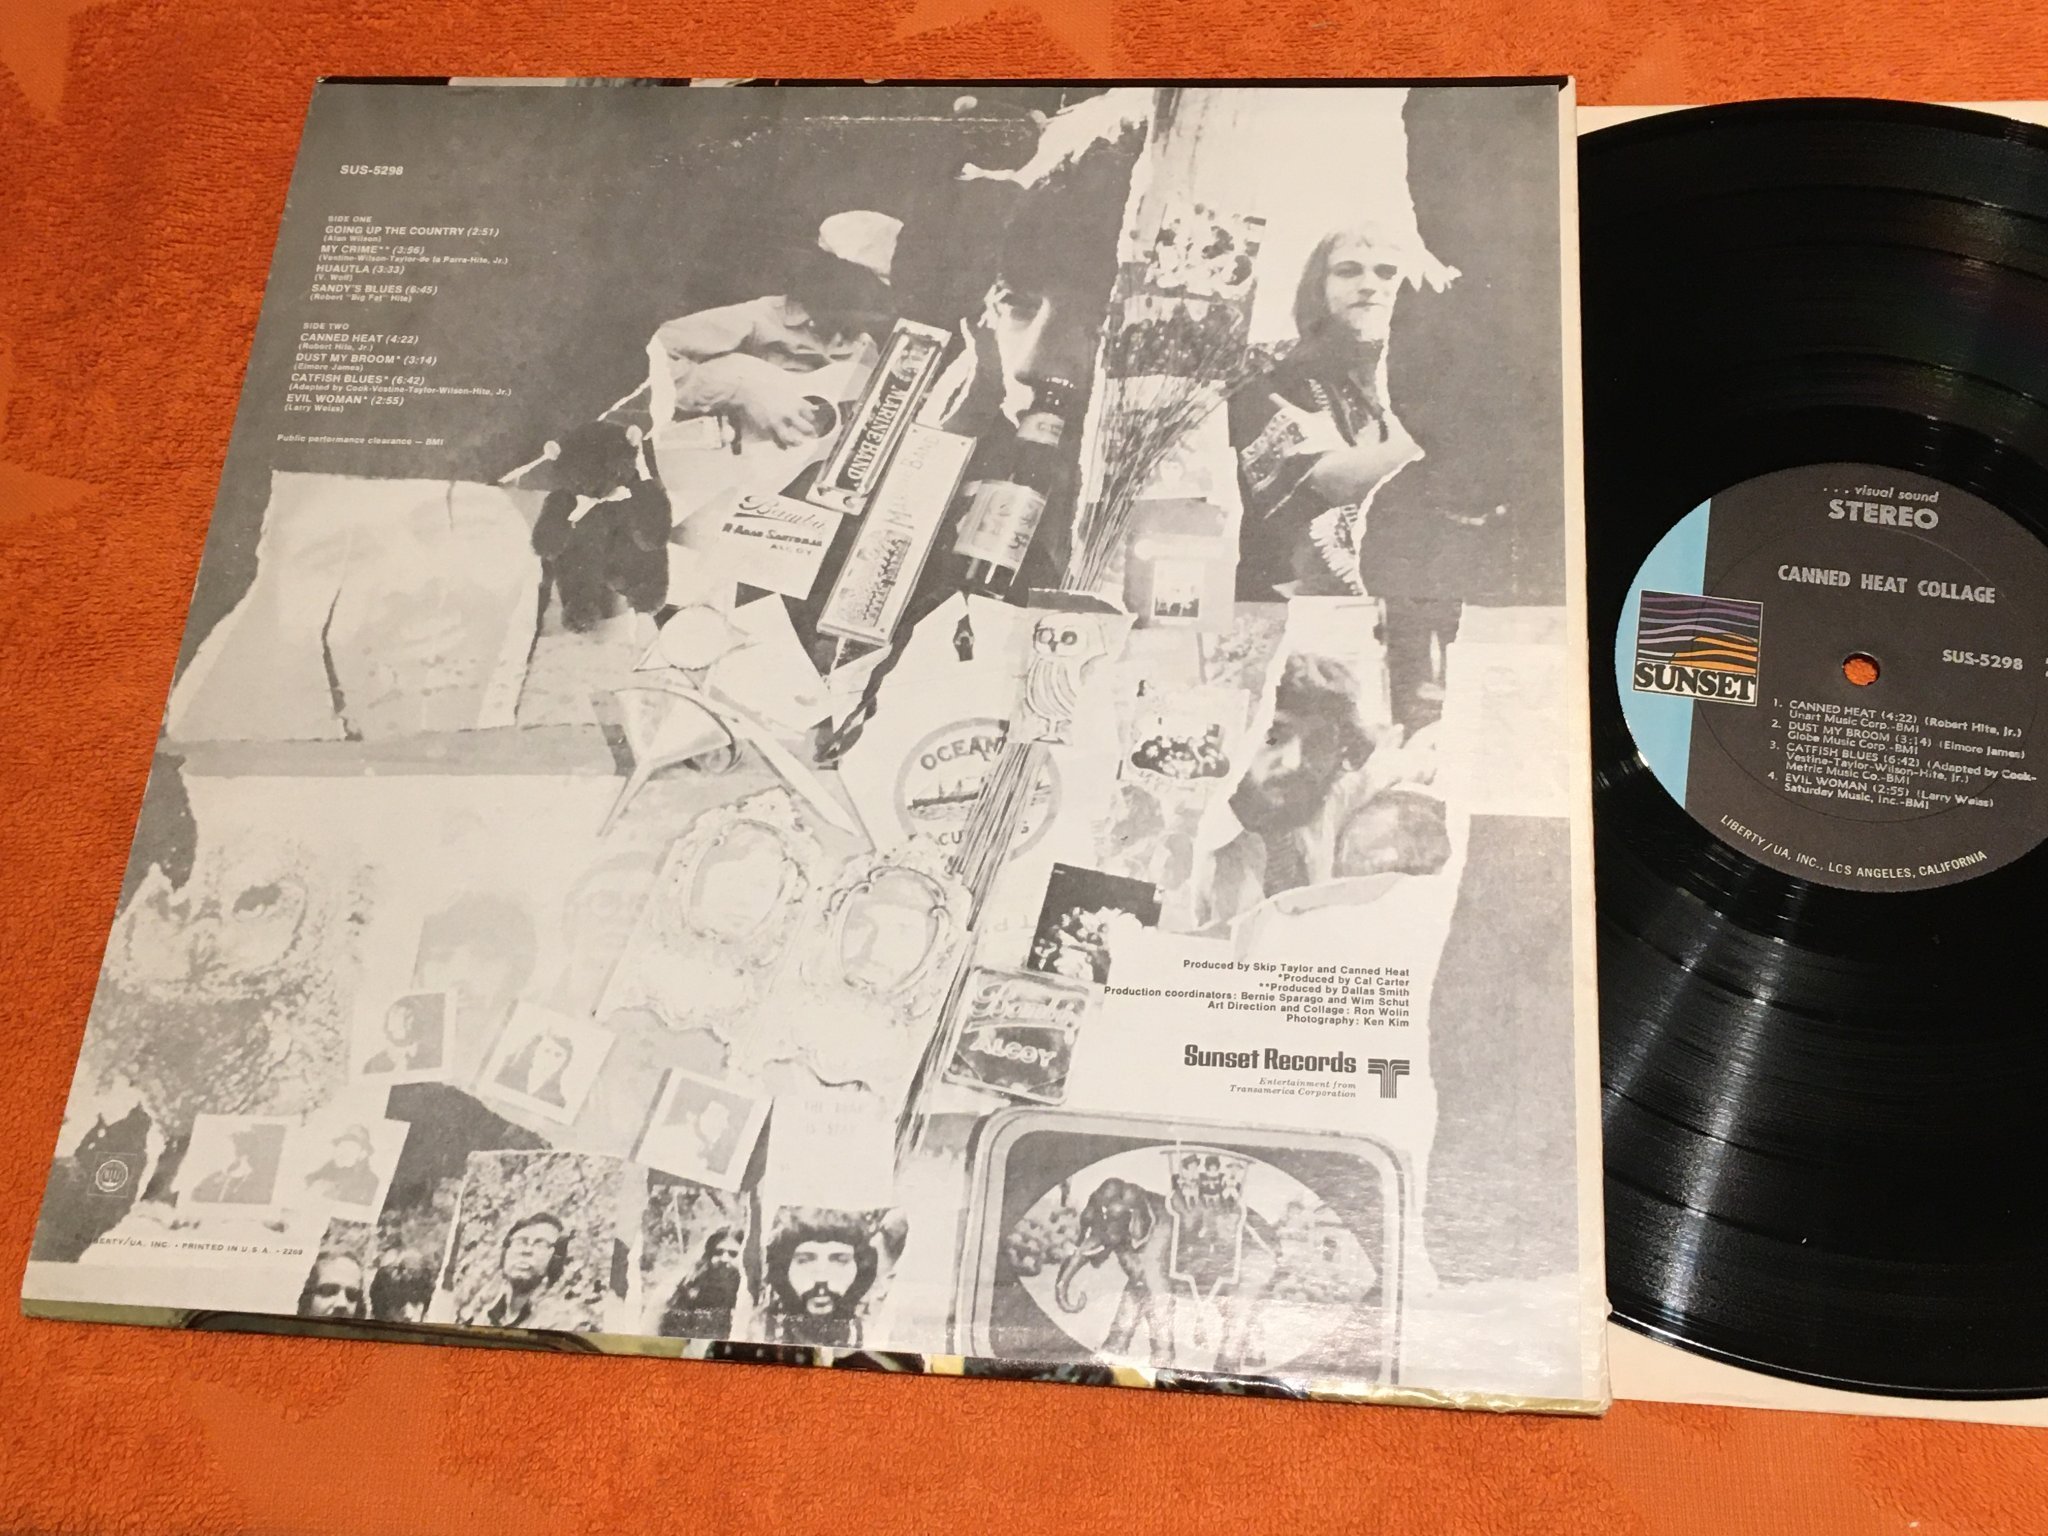 SUS-5298
SIDE ONE
GOING UP THE COUNTRY (2:51)
(Alan Wilson)
MY CRIME** (3:56)
(Vestine-Wilson-Taylor-de la Parra-Hite, Jr.)
HUAUTLA (3:33)
(V. Wolf)
SANDY'S BLUES (6:45)
(Robert "Big Fat" Hite)
SIDE TWO
CANNED HEAT (4:22)
(Robert Hite, Jr.)
DUST MY BROOM* (3:14)
(Elmore James)
CATFISH BLUES* (6:42)
(Adapted by Cook-Vestine-Taylor-Wilson-Hite, Jr.)
EVIL WOMAN* (2:55)
(Larry Weiss)
Public performance clearance — BMI
MARINE BAND
Bambú
ALCOY
OCEAN
Bambú
ALCOY
Produced by Skip Taylor and Canned Heat
*Produced by Cal Carter
**Produced by Dallas Smith
Production coordinators: Bernie Sparago and Wim Schut
Art Direction and Collage: Ron Wolin
Photography: Ken Kim
Sunset Records
Entertainment from
Transamerica Corporation
LIBERTY/UA, INC. • PRINTED IN U.S.A. • 2269
. . . visual sound
STEREO
CANNED HEAT COLLAGE
SUNSET
SUS-5298
1. CANNED HEAT (4:22) (Robert Hite, Jr.)
Unart Music Corp.-BMI
2. DUST MY BROOM (3:14) (Elmore James)
Globe Music Corp.-BMI
3. CATFISH BLUES (6:42) (Adapted by Cook-
Vestine-Taylor-Wilson-Hite, Jr.)
Metric Music Co.-BMI
4. EVIL WOMAN (2:55) (Larry Weiss)
Saturday Music, Inc.-BMI
LIBERTY/UA, INC., LOS ANGELES, CALIFORNIA